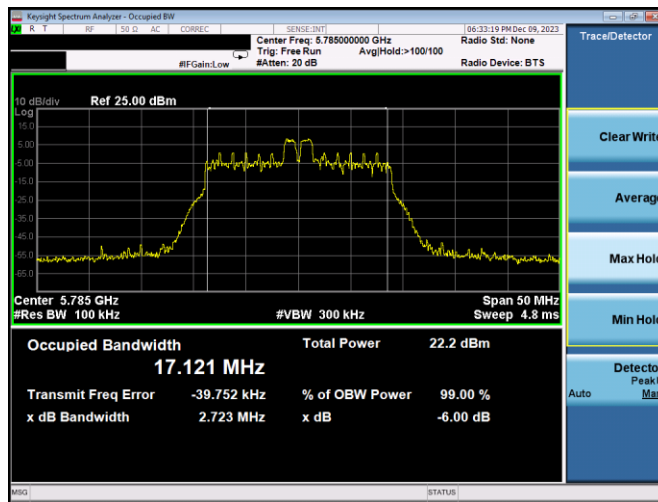 Keysight Spectrum Analyzer - Occupied BW
LXI R T RF 50 Ω AC CORREC SENSE:INT 06:33:19 PM Dec 09, 2023
Center Freq: 5.785000000 GHz Radio Std: None
Trig: Free Run Avg|Hold:>100/100
#IFGain:Low #Atten: 20 dB Radio Device: BTS
10 dB/div Ref 25.00 dBm
Log
15.0
5.00
-5.00
-15.0
-25.0
-35.0
-45.0
-55.0
-65.0
Center 5.785 GHz Span 50 MHz
#Res BW 100 kHz #VBW 300 kHz Sweep 4.8 ms
Occupied Bandwidth Total Power 22.2 dBm
17.121 MHz
Transmit Freq Error -39.752 kHz % of OBW Power 99.00 %
x dB Bandwidth 2.723 MHz x dB -6.00 dB
MSG STATUS
Trace/Detector
Clear Write
Average
Max Hold
Min Hold
Detecto
Peak
Auto Ma